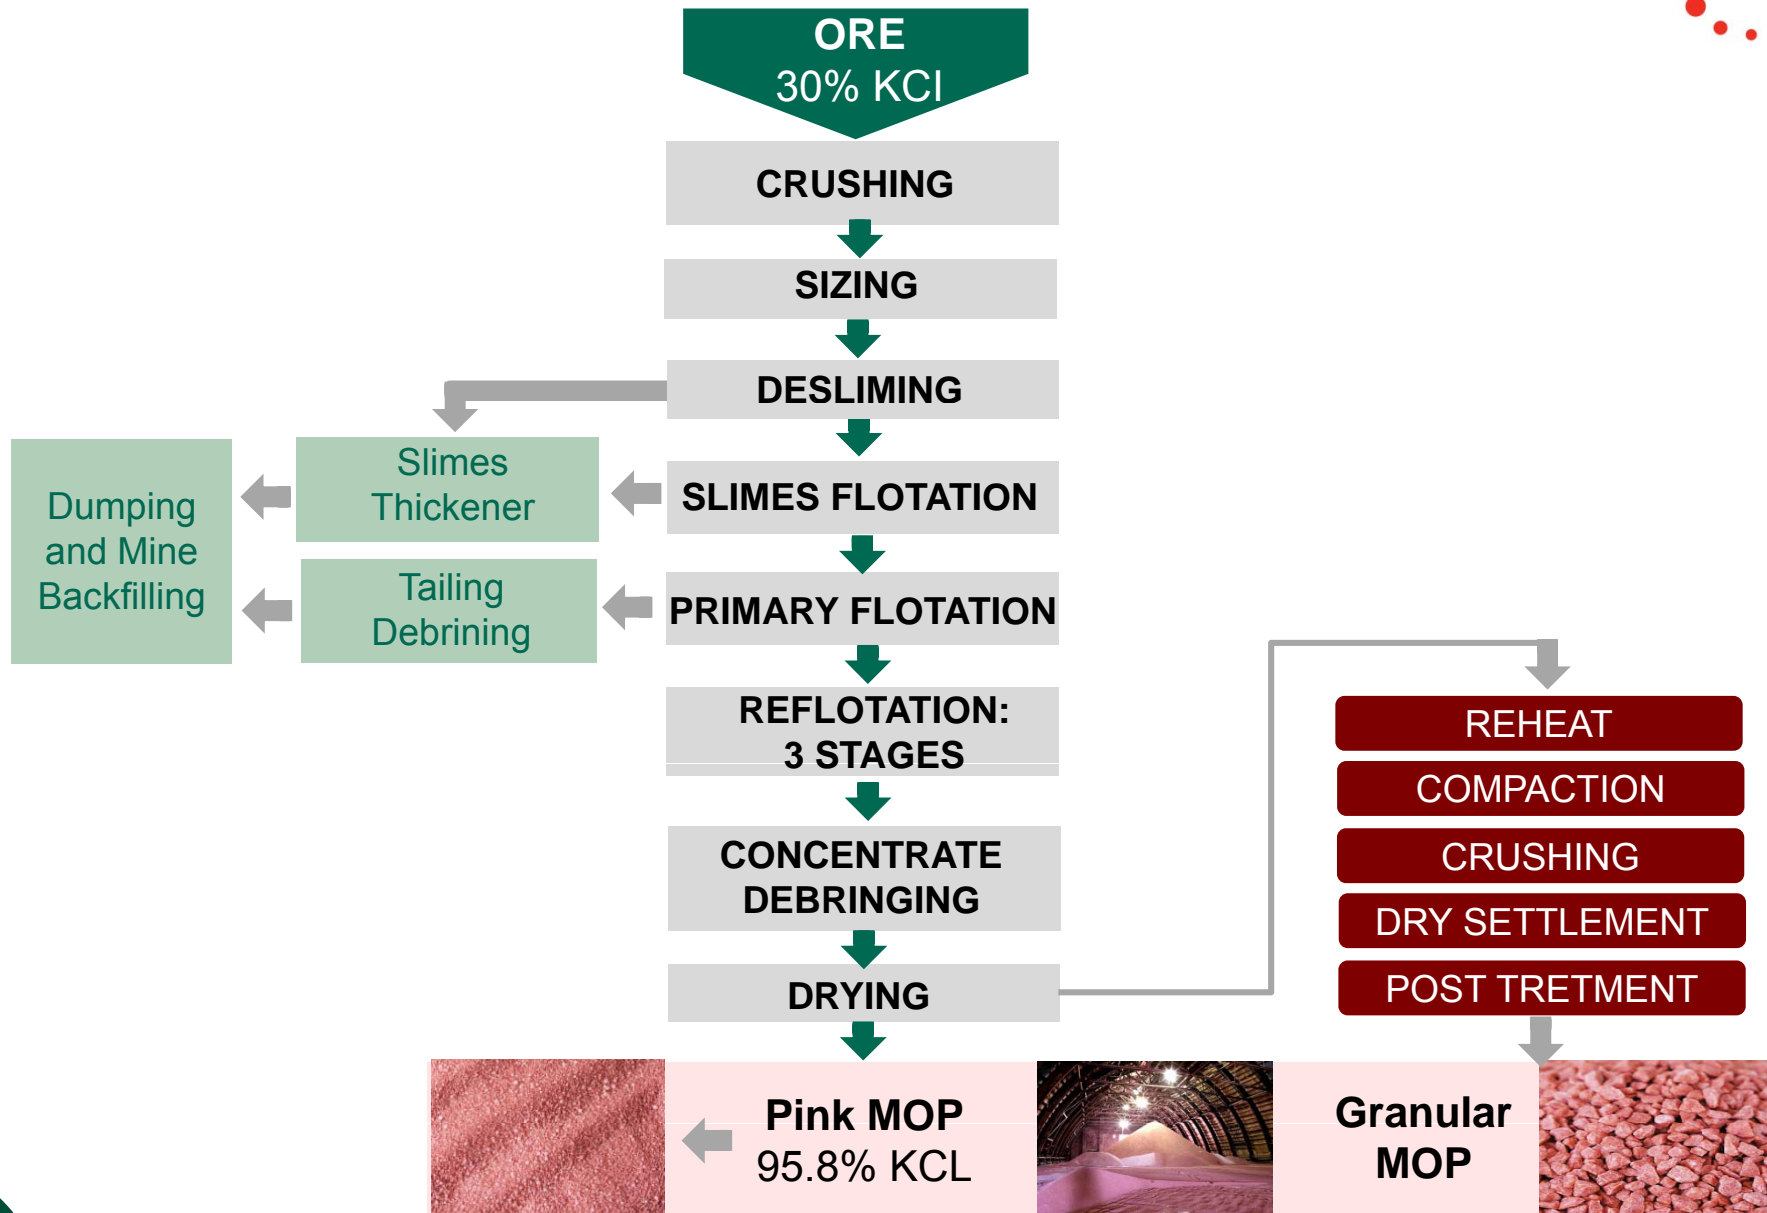 ORE
30% KCl
CRUSHING
SIZING
DESLIMING
SLIMES FLOTATION
PRIMARY FLOTATION
REFLOTATION:
3 STAGES
CONCENTRATE
DEBRINGING
DRYING
Slimes
Thickener
Tailing
Debrining
Dumping
and Mine
Backfilling
REHEAT
COMPACTION
CRUSHING
DRY SETTLEMENT
POST TRETMENT
Pink MOP
95.8% KCL
Granular
MOP